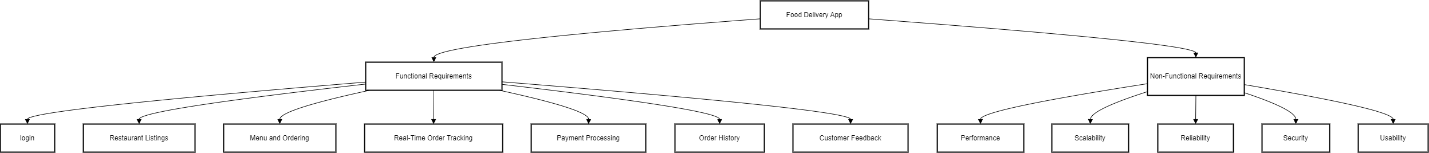 Food Delivery App
Functional Requirements
Non-Functional Requirements
login
Restaurant Listings
Menu and Ordering
Real-Time Order Tracking
Payment Processing
Order History
Customer Feedback
Performance
Scalability
Reliability
Security
Usability